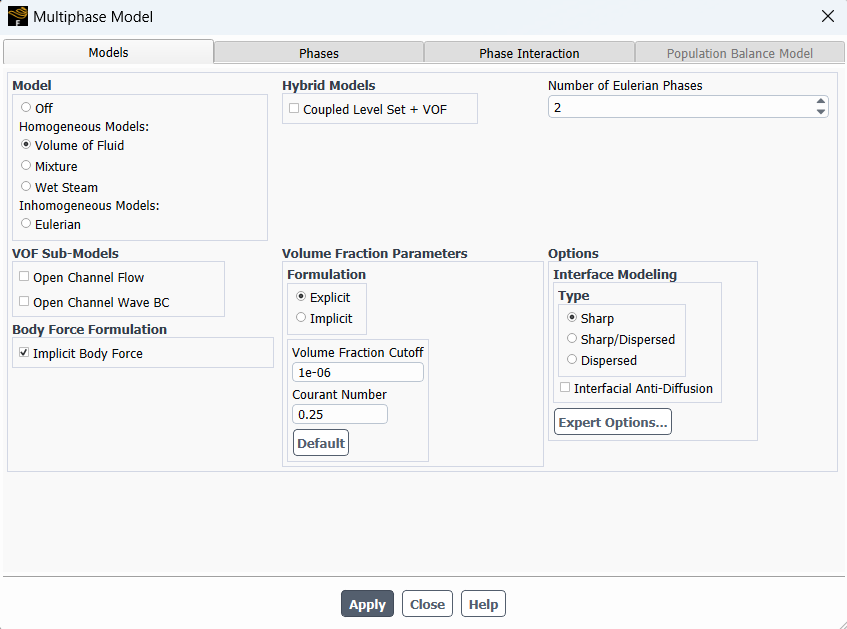 Multiphase Model
Models
Phases
Phase Interaction
Population Balance Model
Model
Off
Homogeneous Models:
Volume of Fluid
Mixture
Wet Steam
Inhomogeneous Models:
Eulerian
Hybrid Models
Coupled Level Set + VOF
Number of Eulerian Phases
2
VOF Sub-Models
Open Channel Flow
Open Channel Wave BC
Body Force Formulation
Implicit Body Force
Volume Fraction Parameters
Formulation
Explicit
Implicit
Volume Fraction Cutoff
1e-06
Courant Number
0.25
Default
Options
Interface Modeling
Type
Sharp
Sharp/Dispersed
Dispersed
Interfacial Anti-Diffusion
Expert Options...
Apply
Close
Help